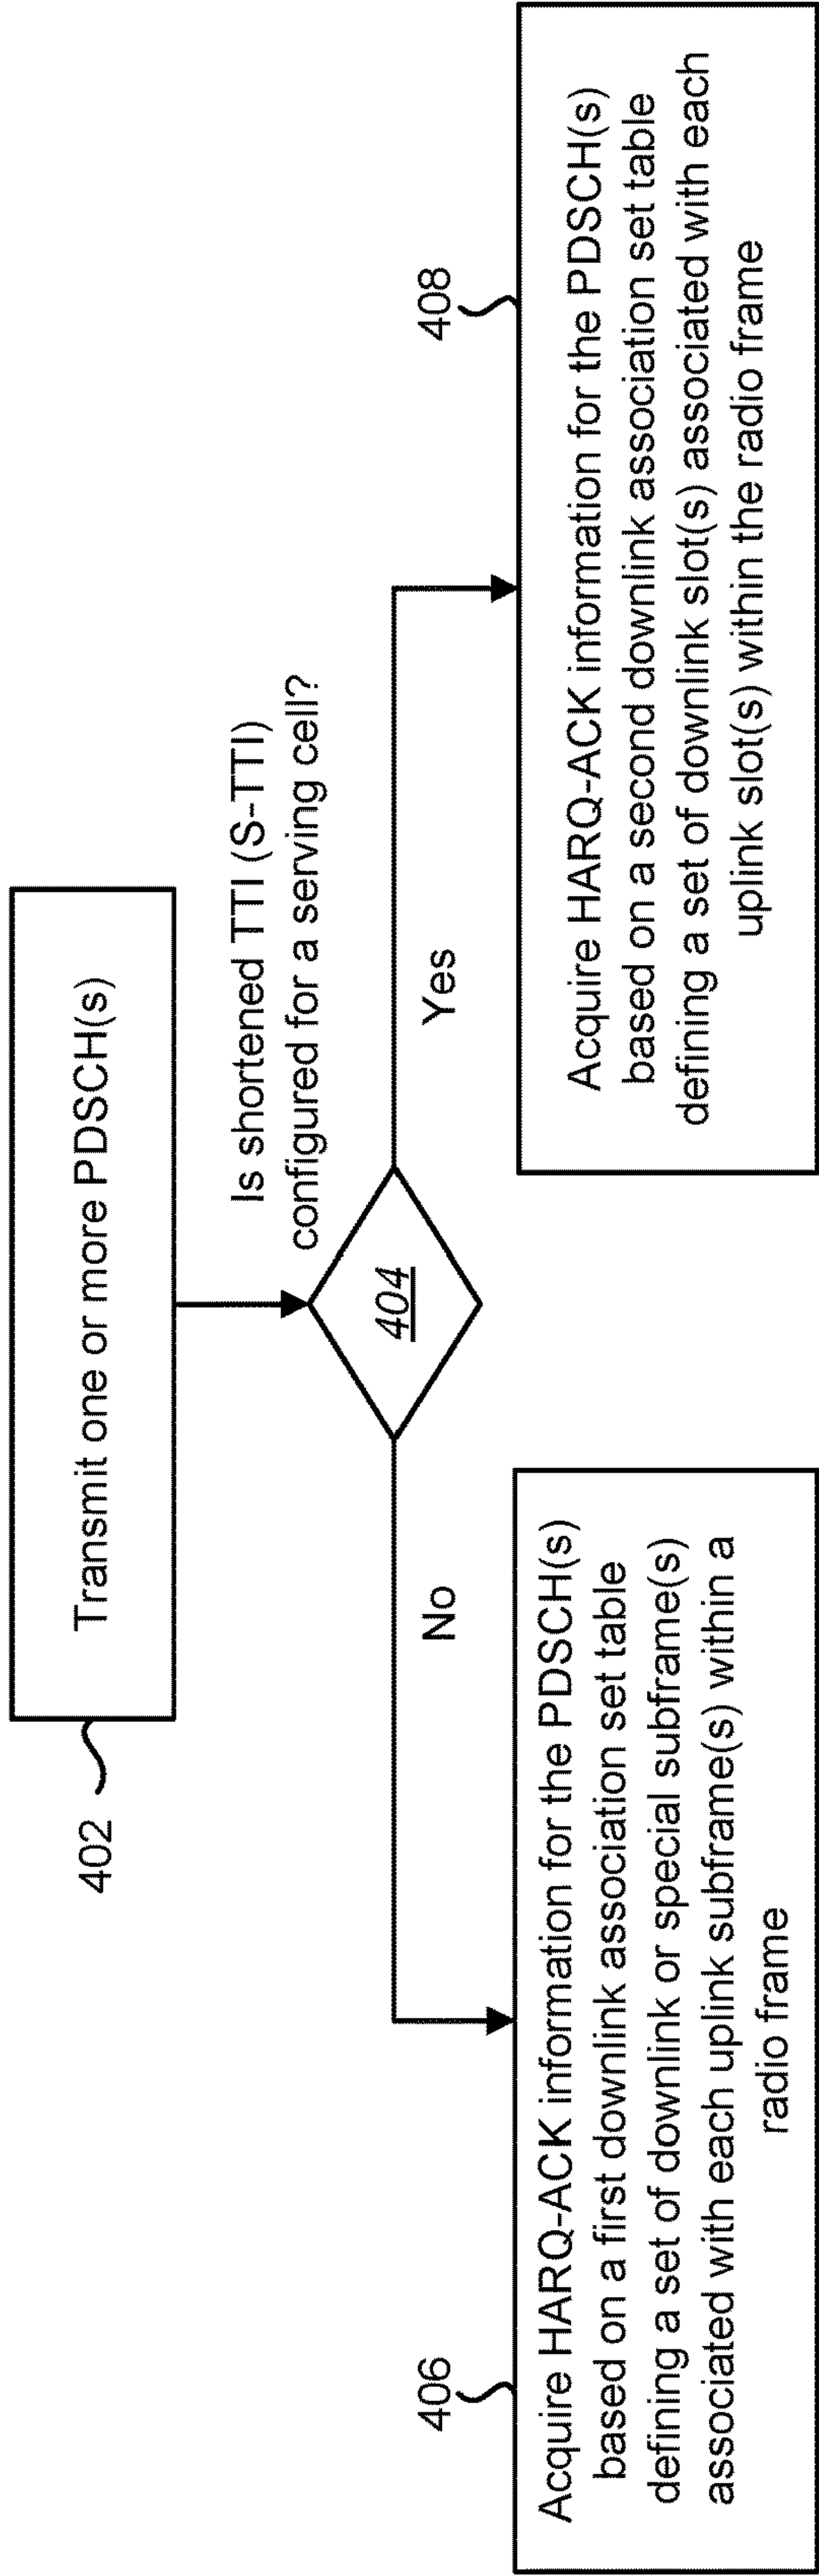 402
Transmit one or more PDSCH(s)
Is shortened TTI (S-TTI)
configured for a serving cell?
404
No
Yes
406
Acquire HARQ-ACK information for the PDSCH(s)
based on a first downlink association set table
defining a set of downlink or special subframe(s)
associated with each uplink subframe(s) within a
radio frame
408
Acquire HARQ-ACK information for the PDSCH(s)
based on a second downlink association set table
defining a set of downlink slot(s) associated with each
uplink slot(s) within the radio frame